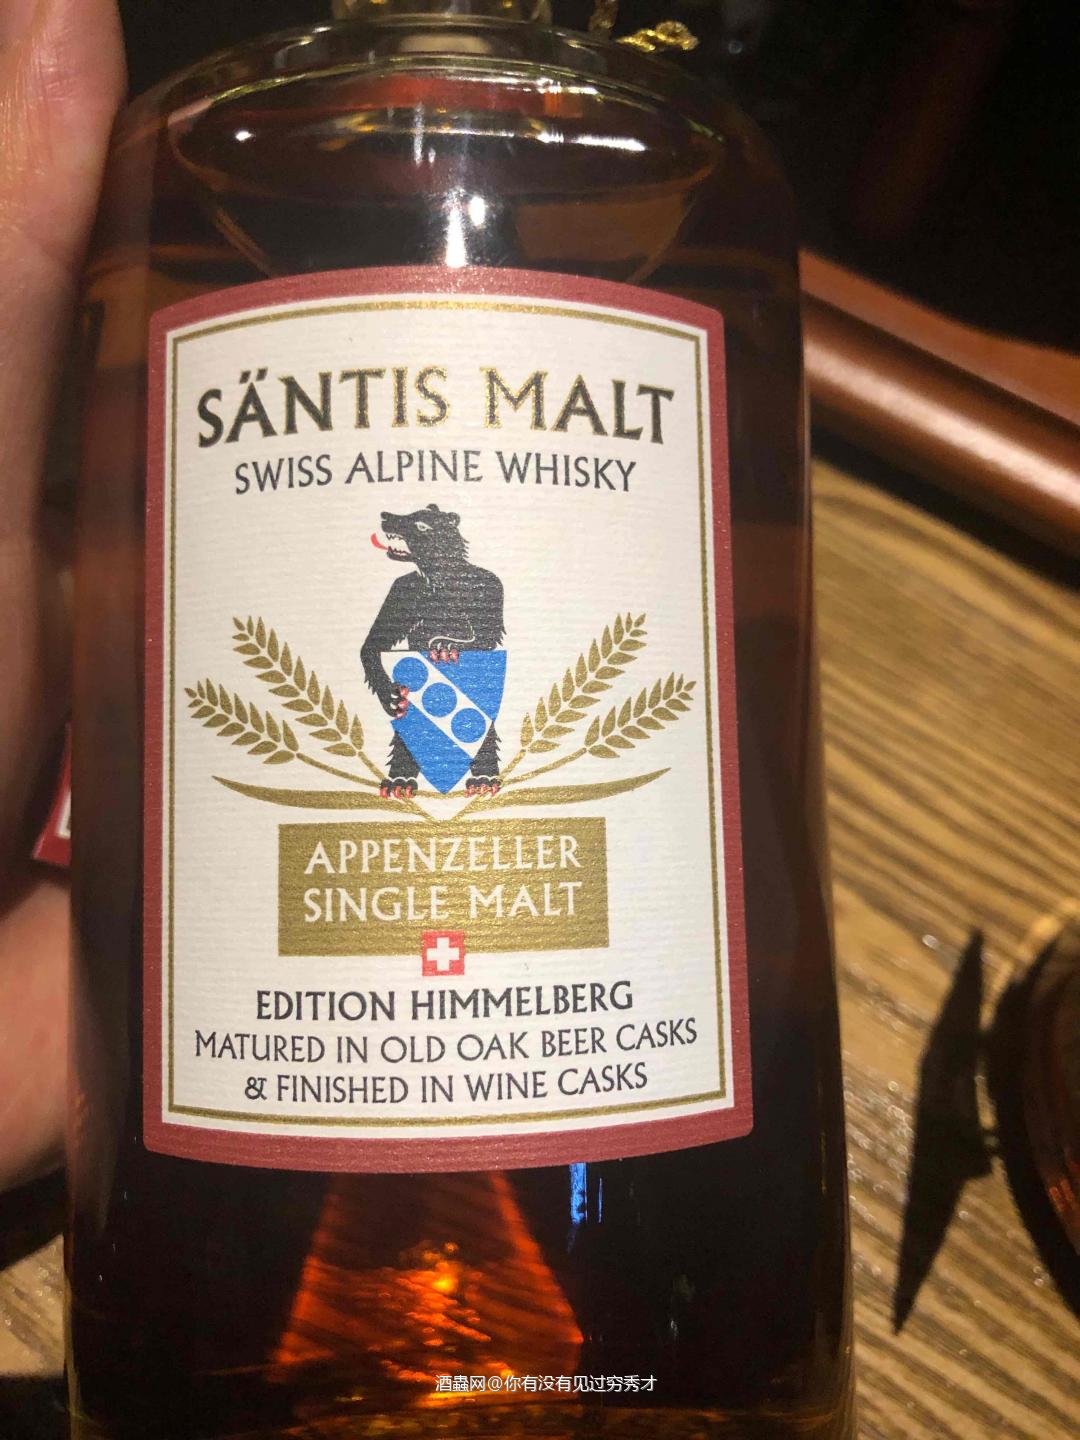 SÄNTIS MALT
SWISS ALPINE WHISKY
APPENZELLER
SINGLE MALT
EDITION HIMMELBERG
MATURED IN OLD OAK BEER CASKS
& FINISHED IN WINE CASKS
酒蟲网@你有没有见过穷秀才